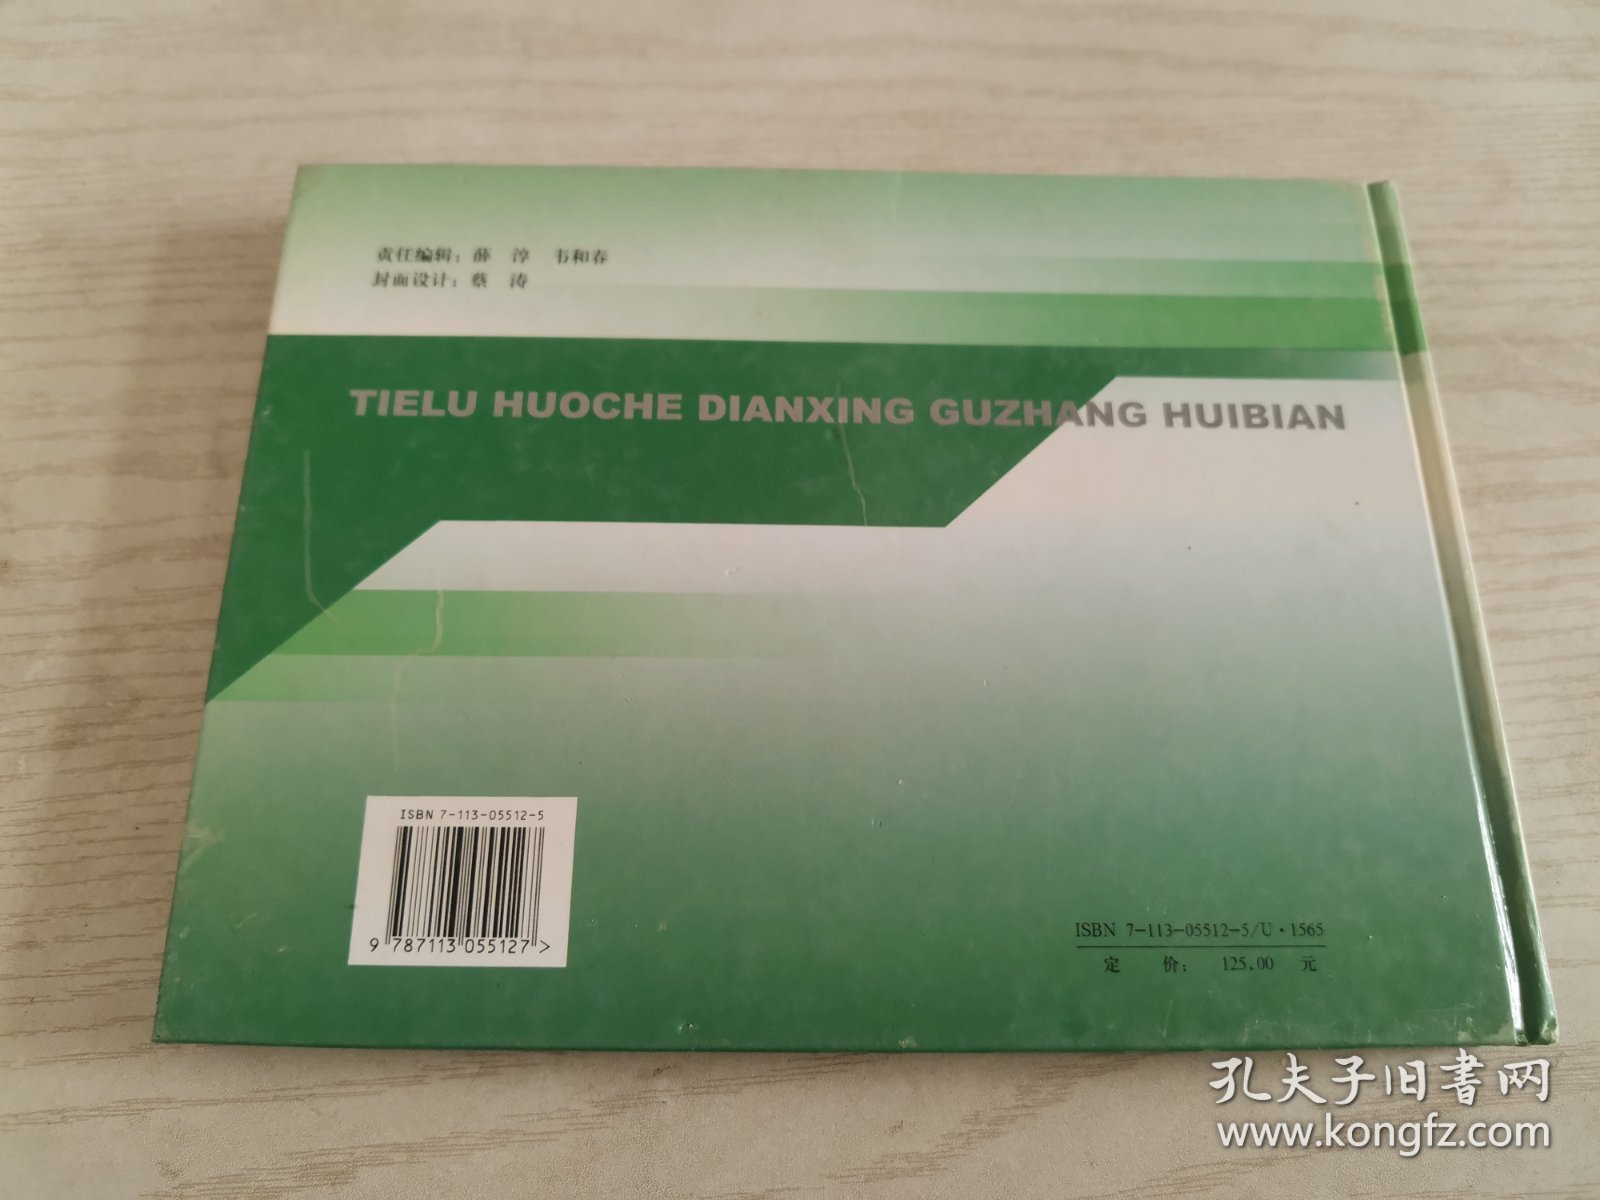 责任编辑：薛 淳 韦和春
封面设计：蔡 涛
TIELU HUOCHE DIANXING GUZHANG HUIBIAN
ISBN 7-113-05512-5
9 787113 055127 >
ISBN 7-113-05512-5/U·1565
定 价： 125.00 元
孔夫子旧书网
www.kongfz.com